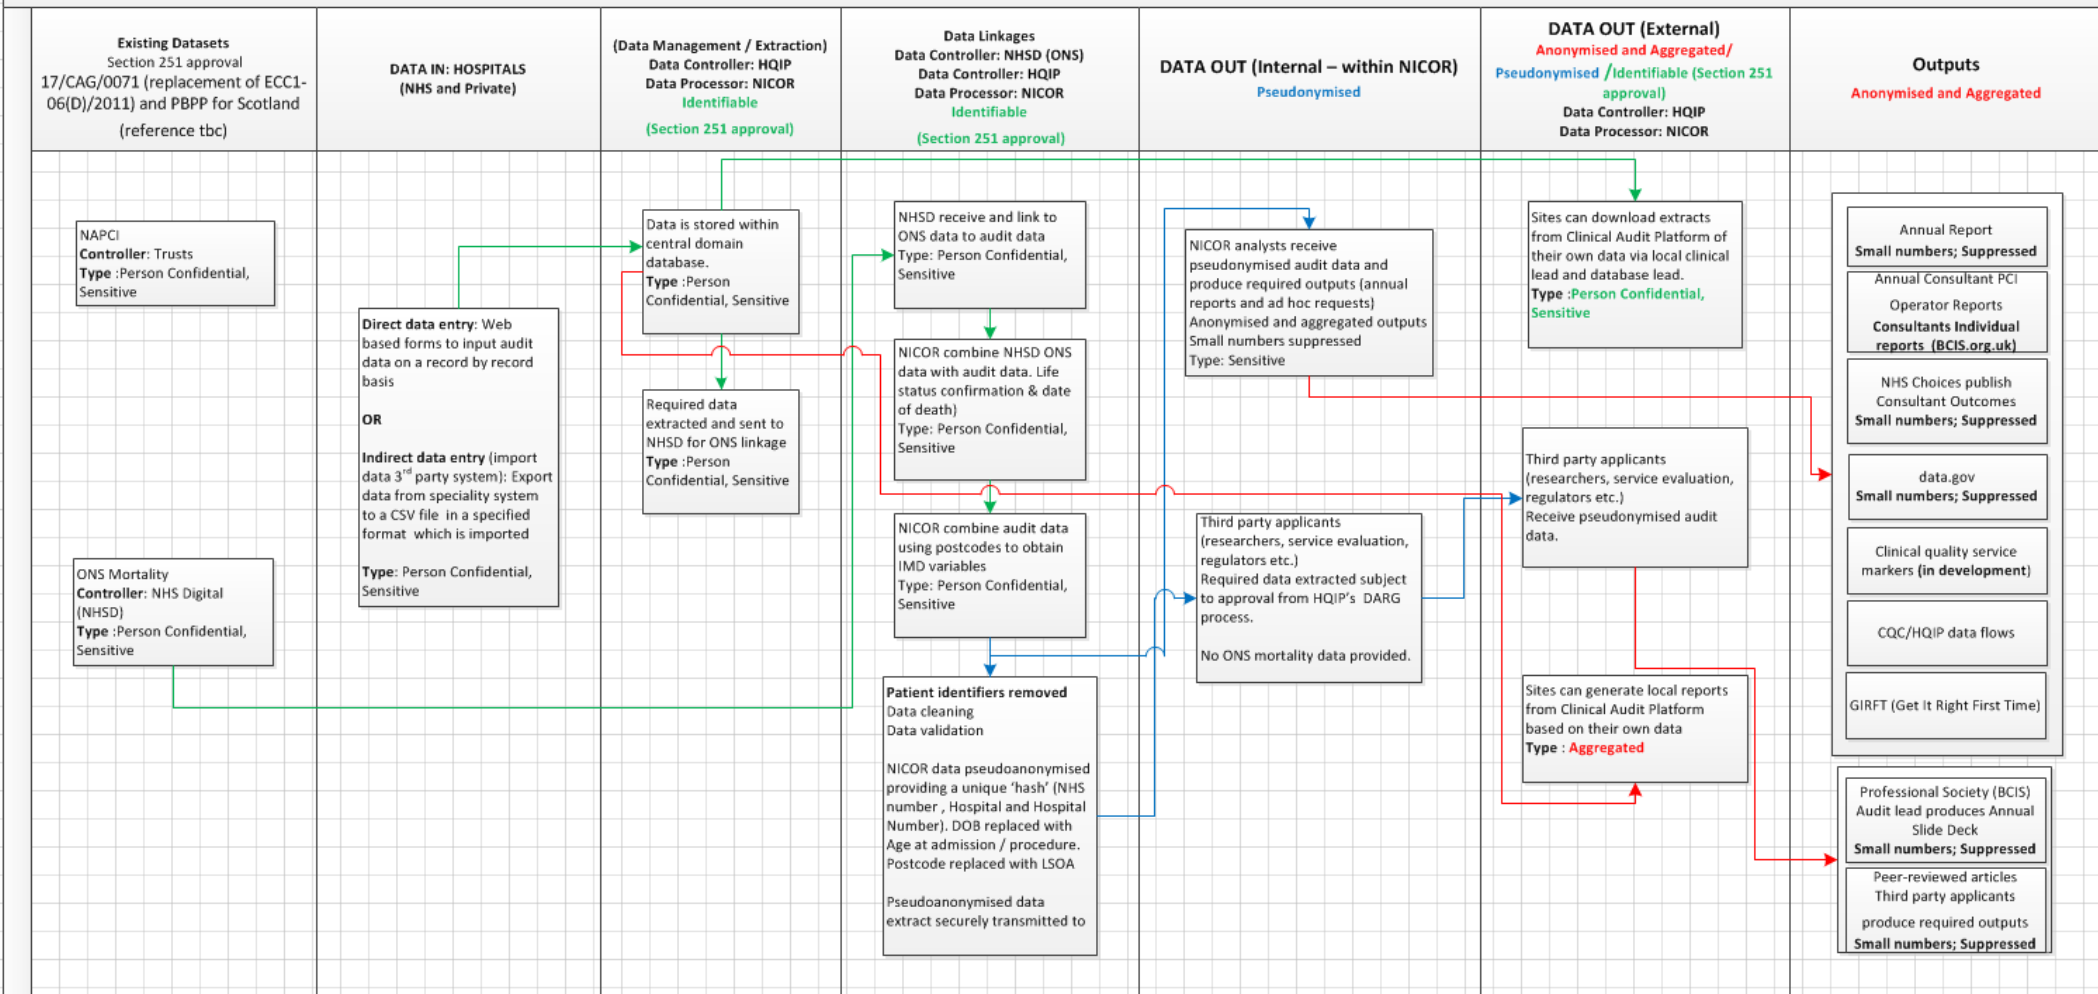 Existing Datasets
Section 251 approval
17/CAG/0071 (replacement of ECC1-
06(D)/2011) and PBPP for Scotland
(reference tbc)
DATA IN: HOSPITALS
(NHS and Private)
(Data Management / Extraction)
Data Controller: HQIP
Data Processor: NICOR
Identifiable
(Section 251 approval)
Data Linkages
Data Controller: NHSD (ONS)
Data Controller: HQIP
Data Processor: NICOR
Identifiable
(Section 251 approval)
DATA OUT (Internal – within NICOR)
Pseudonymised
DATA OUT (External)
Anonymised and Aggregated/
Pseudonymised /Identifiable (Section 251
approval)
Data Controller: HQIP
Data Processor: NICOR
Outputs
Anonymised and Aggregated
NAPCI
Controller: Trusts
Type :Person Confidential,
Sensitive
ONS Mortality
Controller: NHS Digital
(NHSD)
Type :Person Confidential,
Sensitive
Direct data entry: Web
based forms to input audit
data on a record by record
basis
OR
Indirect data entry (import
data 3rd party system): Export
data from speciality system
to a CSV file in a specified
format which is imported
Type: Person Confidential,
Sensitive
Data is stored within
central domain
database.
Type :Person
Confidential, Sensitive
Required data
extracted and sent to
NHSD for ONS linkage
Type :Person
Confidential, Sensitive
NHSD receive and link to
ONS data to audit data
Type: Person Confidential,
Sensitive
NICOR combine NHSD ONS
data with audit data. Life
status confirmation & date
of death)
Type: Person Confidential,
Sensitive
NICOR combine audit data
using postcodes to obtain
IMD variables
Type: Person Confidential,
Sensitive
Patient identifiers removed
Data cleaning
Data validation
NICOR data pseudoanonymised
providing a unique ‘hash’ (NHS
number , Hospital and Hospital
Number). DOB replaced with
Age at admission / procedure.
Postcode replaced with LSOA
Pseudoanonymised data
extract securely transmitted to
NICOR analysts receive
pseudonymised audit data and
produce required outputs (annual
reports and ad hoc requests)
Anonymised and aggregated outputs
Small numbers suppressed
Type: Sensitive
Third party applicants
(researchers, service evaluation,
regulators etc.)
Required data extracted subject
to approval from HQIP’s DARG
process.
No ONS mortality data provided.
Sites can download extracts
from Clinical Audit Platform of
their own data via local clinical
lead and database lead.
Type :Person Confidential,
Sensitive
Third party applicants
(researchers, service evaluation,
regulators etc.)
Receive pseudonymised audit
data.
Sites can generate local reports
from Clinical Audit Platform
based on their own data
Type : Aggregated
Annual Report
Small numbers; Suppressed
Annual Consultant PCI
Operator Reports
Consultants Individual
reports (BCIS.org.uk)
NHS Choices publish
Consultant Outcomes
Small numbers; Suppressed
data.gov
Small numbers; Suppressed
Clinical quality service
markers (in development)
CQC/HQIP data flows
GIRFT (Get It Right First Time)
Professional Society (BCIS)
Audit lead produces Annual
Slide Deck
Small numbers; Suppressed
Peer-reviewed articles
Third party applicants
produce required outputs
Small numbers; Suppressed